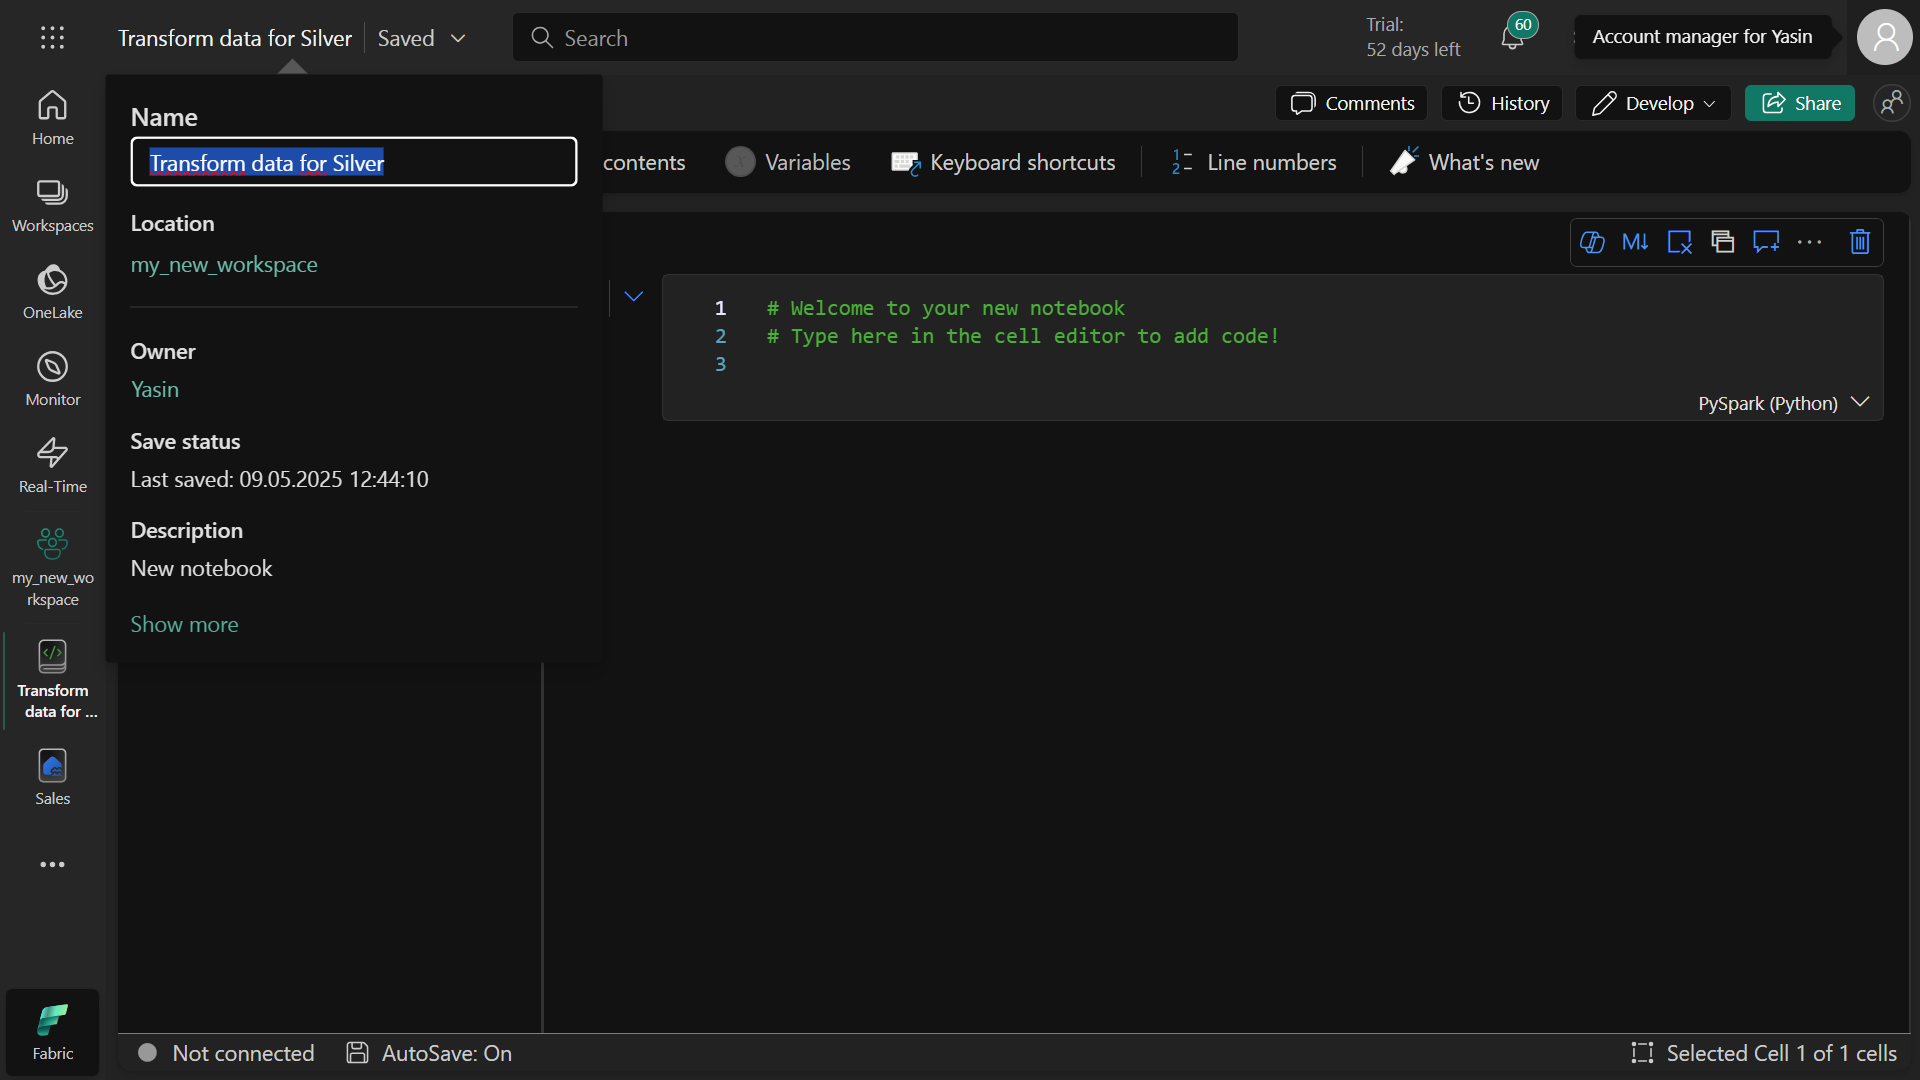 Transform data for Silver
Saved
Search
Trial:
52 days left
60
Account manager for Yasin
Home
Workspaces
OneLake
Monitor
Real-Time
my_new_wo
rkspace
Transform
data for ...
Sales
Fabric
Name
Transform data for Silver
Location
my_new_workspace
Owner
Yasin
Save status
Last saved: 09.05.2025 12:44:10
Description
New notebook
Show more
Comments
History
Develop
Share
contents
Variables
Keyboard shortcuts
Line numbers
What's new
M↓
1 # Welcome to your new notebook
2 # Type here in the cell editor to add code!
3
PySpark (Python)
Not connected
AutoSave: On
Selected Cell 1 of 1 cells